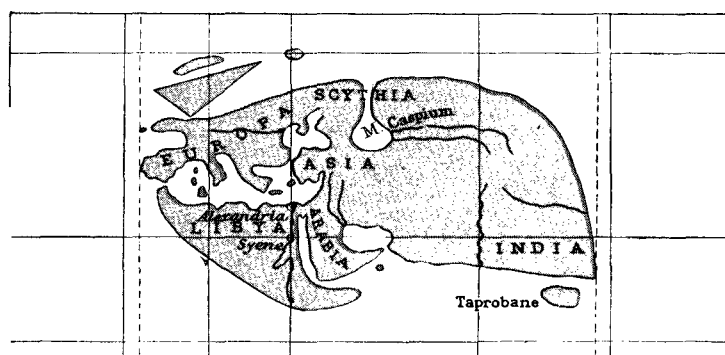 SCYTHIA
M. Caspium
EUROPA
ASIA
Alexandria
LIBYA
ARABIA
Syene
INDIA
Taprobane